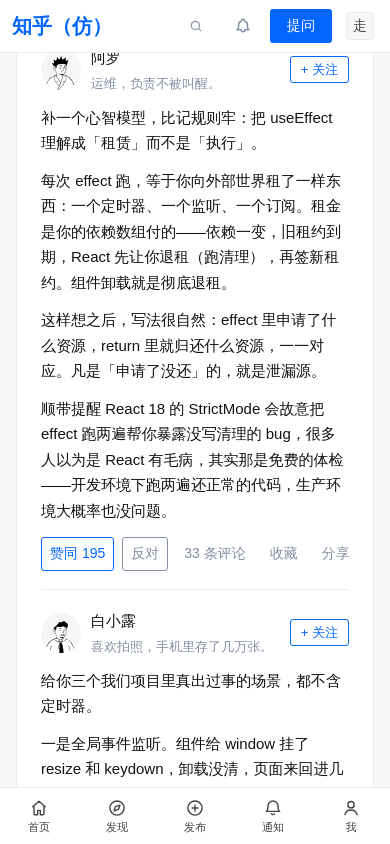 知乎（仿）
提问
走
阿罗
运维，负责不被叫醒。
+ 关注
补一个心智模型，比记规则牢：把 useEffect
理解成「租赁」而不是「执行」。
每次 effect 跑，等于你向外部世界租了一样东
西：一个定时器、一个监听、一个订阅。租金
是你的依赖数组付的——依赖一变，旧租约到
期，React 先让你退租（跑清理），再签新租
约。组件卸载就是彻底退租。
这样想之后，写法很自然：effect 里申请了什
么资源，return 里就归还什么资源，一一对
应。凡是「申请了没还」的，就是泄漏源。
顺带提醒 React 18 的 StrictMode 会故意把
effect 跑两遍帮你暴露没写清理的 bug，很多
人以为是 React 有毛病，其实那是免费的体检
——开发环境下跑两遍还正常的代码，生产环
境大概率也没问题。
赞同 195
反对
33 条评论
收藏
分享
白小露
喜欢拍照，手机里存了几万张。
+ 关注
给你三个我们项目里真出过事的场景，都不含
定时器。
一是全局事件监听。组件给 window 挂了
resize 和 keydown，卸载没清，页面来回进几
首页
发现
发布
通知
我